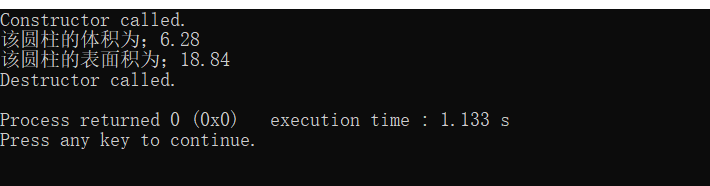 Constructor called.
该圆柱的体积为；6.28
该圆柱的表面积为；18.84
Destructor called.
Process returned 0 (0x0)   execution time : 1.133 s
Press any key to continue.